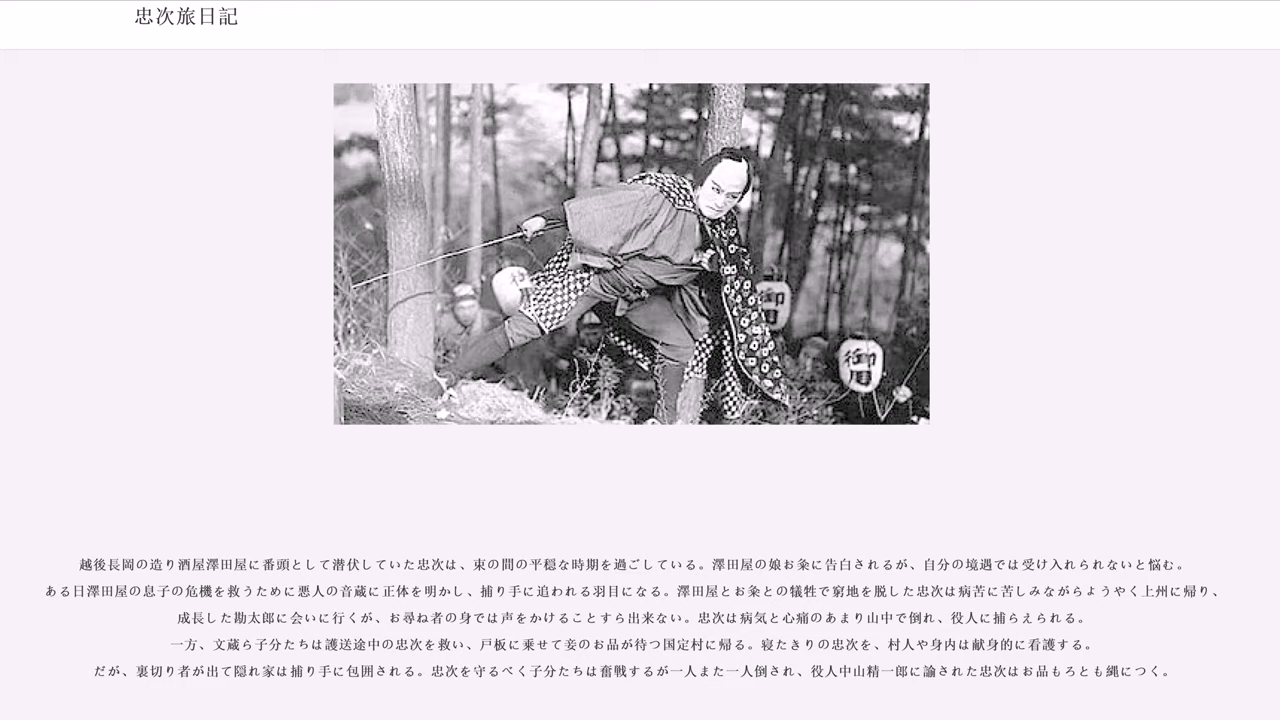 忠次旅日記
御用
越後長岡の造り酒屋澤田屋に番頭として潜伏していた忠次は、束の間の平穏な時期を過ごしている。澤田屋の娘お粂に告白されるが、自分の境遇では受け入れられないと悩む。
ある日澤田屋の息子の危機を救うために悪人の音蔵に正体を明かし、捕り手に追われる羽目になる。澤田屋とお粂との犠牲で窮地を脱した忠次は病苦に苦しみながらようやく上州に帰り、
成長した勘太郎に会いに行くが、お尋ね者の身では声をかけることすら出来ない。忠次は病気と心痛のあまり山中で倒れ、役人に捕らえられる。
一方、文蔵ら子分たちは護送途中の忠次を救い、戸板に乗せて妾のお品が待つ国定村に帰る。寝たきりの忠次を、村人や身内は献身的に看護する。
だが、裏切り者が出て隠れ家は捕り手に包囲される。忠次を守るべく子分たちは奮戦するが一人また一人倒され、役人中山精一郎に諭された忠次はお品もろとも縄につく。